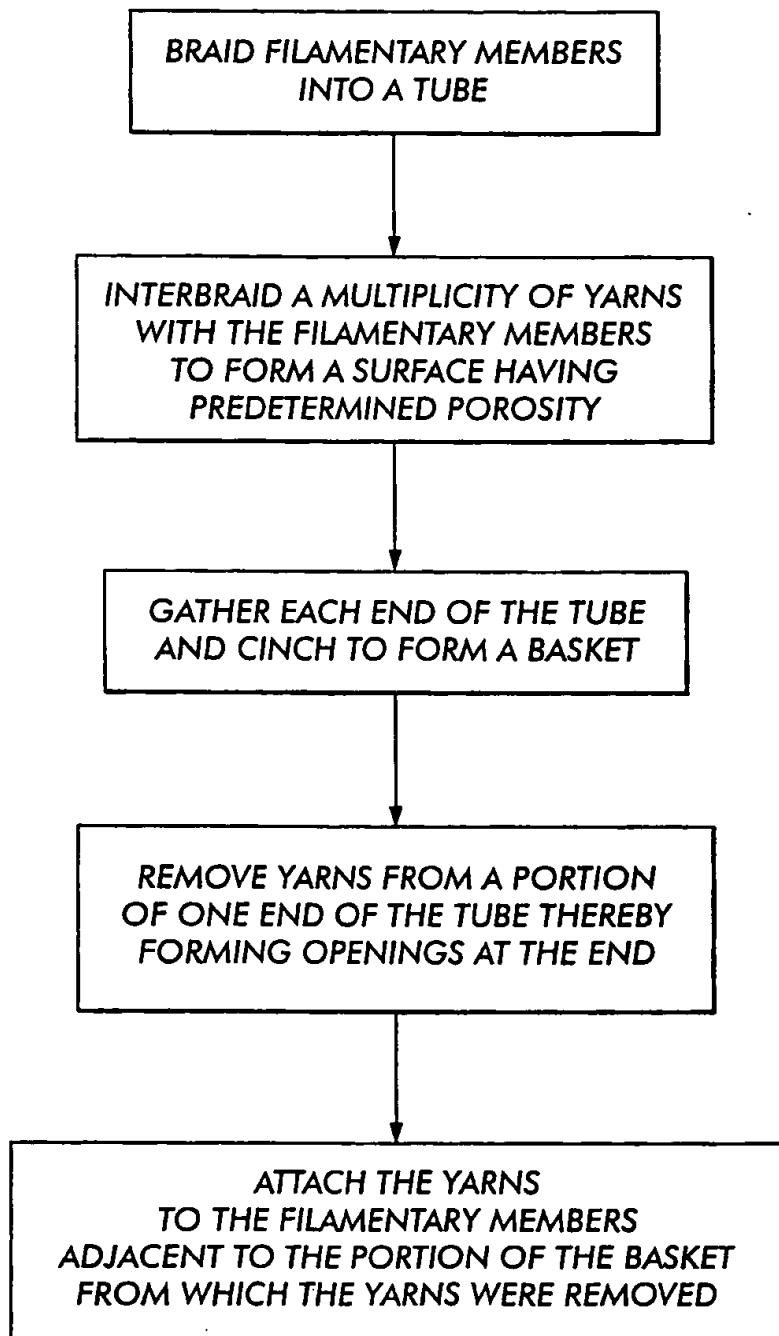 BRAID FILAMENTARY MEMBERS
INTO A TUBE
INTERBRAID A MULTIPLICITY OF YARNS
WITH THE FILAMENTARY MEMBERS
TO FORM A SURFACE HAVING
PREDETERMINED POROSITY
GATHER EACH END OF THE TUBE
AND CINCH TO FORM A BASKET
REMOVE YARNS FROM A PORTION
OF ONE END OF THE TUBE THEREBY
FORMING OPENINGS AT THE END
ATTACH THE YARNS
TO THE FILAMENTARY MEMBERS
ADJACENT TO THE PORTION OF THE BASKET
FROM WHICH THE YARNS WERE REMOVED